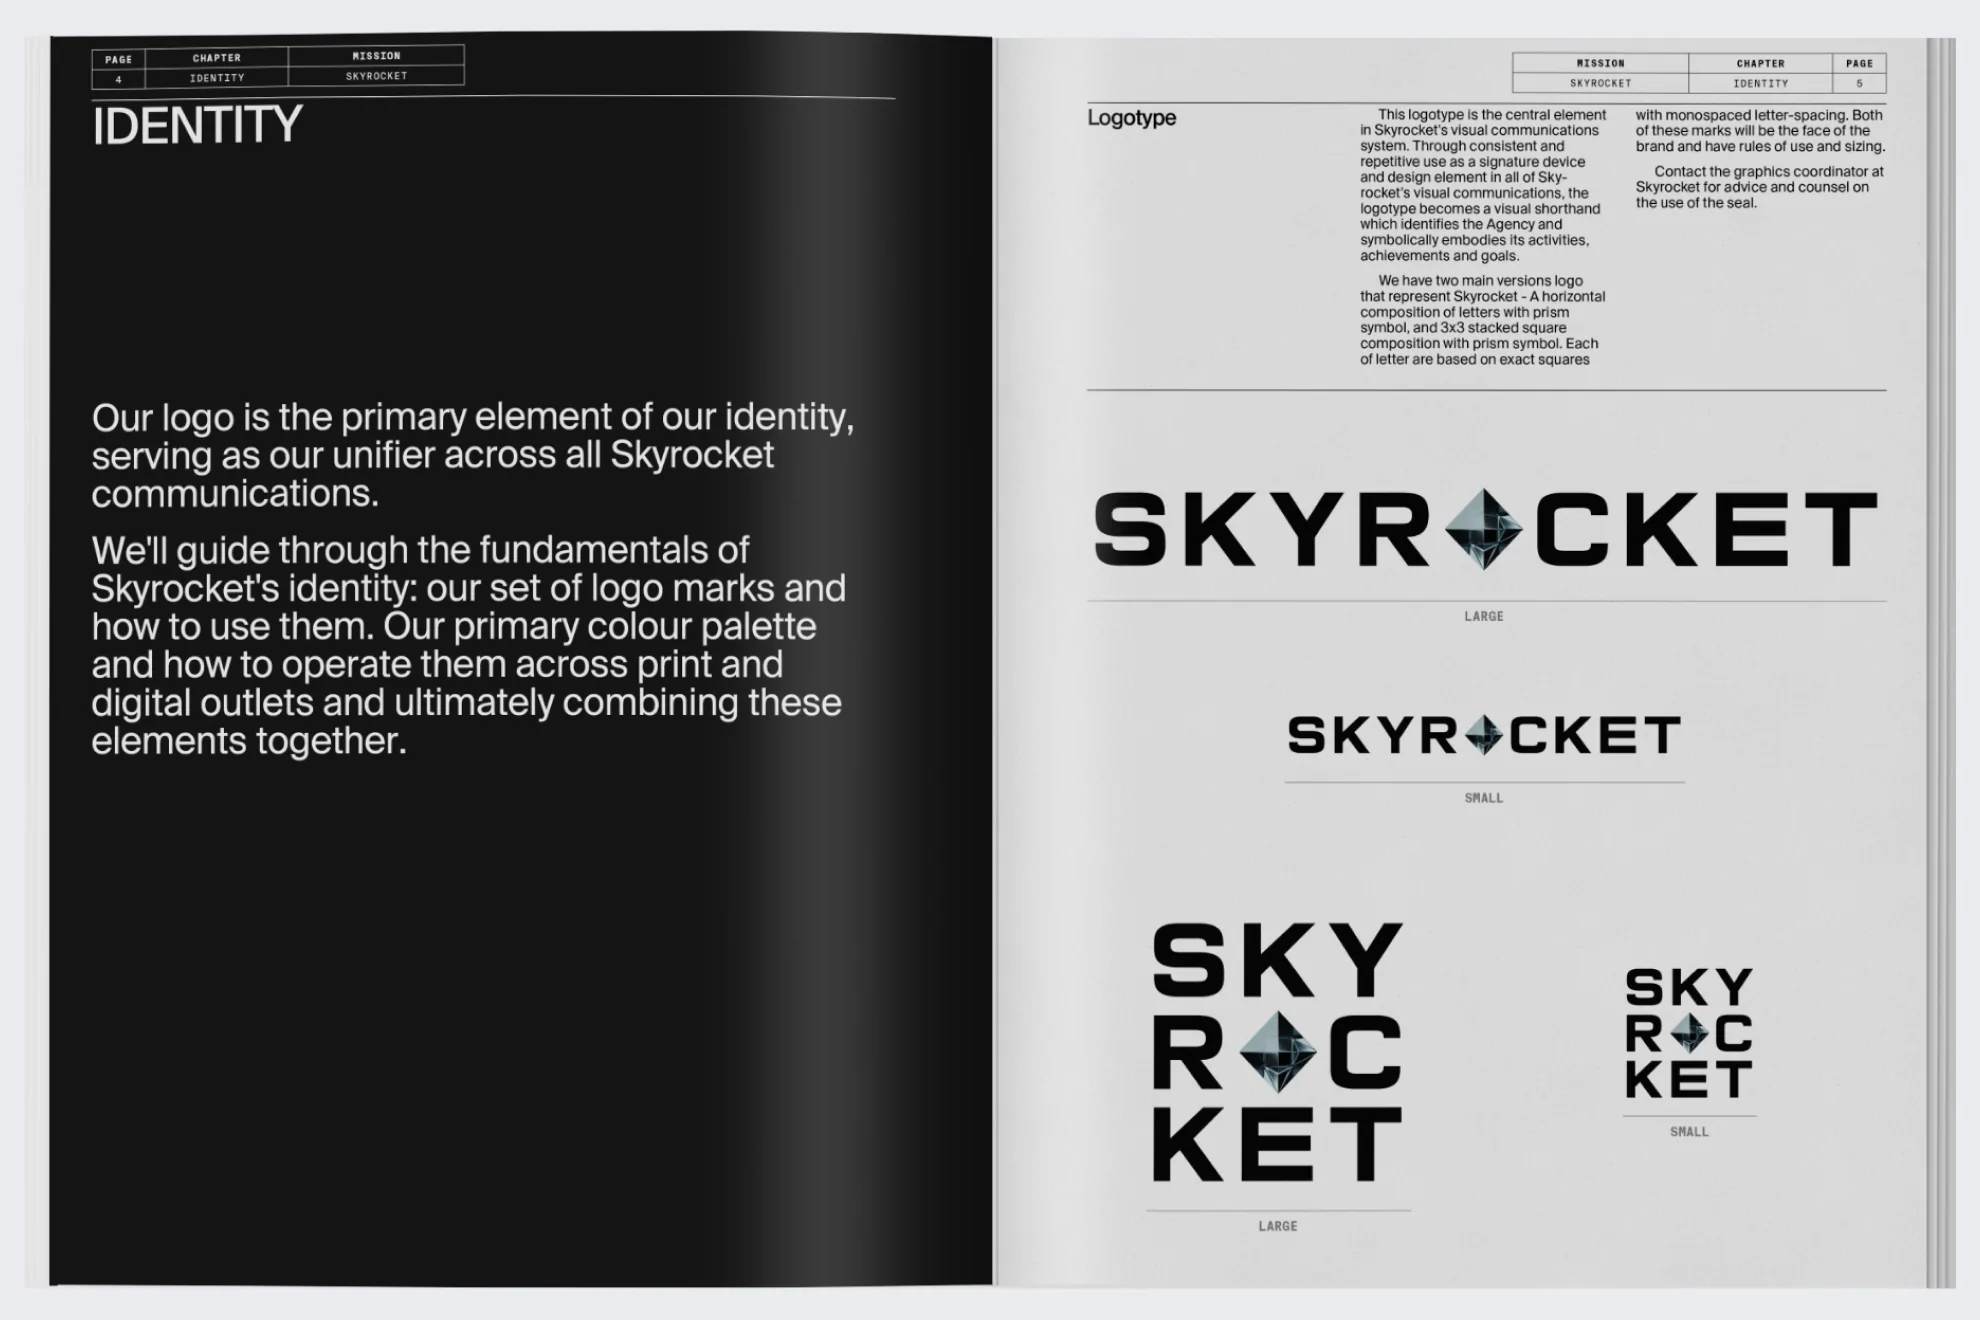 PAGE CHAPTER MISSION
4 IDENTITY SKYROCKET
IDENTITY
Our logo is the primary element of our identity,
serving as our unifier across all Skyrocket
communications.
We'll guide through the fundamentals of
Skyrocket's identity: our set of logo marks and
how to use them. Our primary colour palette
and how to operate them across print and
digital outlets and ultimately combining these
elements together.
MISSION CHAPTER PAGE
SKYROCKET IDENTITY 5
Logotype
This logotype is the central element
in Skyrocket's visual communications
system. Through consistent and
repetitive use as a signature device
and design element in all of Sky-
rocket's visual communications, the
logotype becomes a visual shorthand
which identifies the Agency and
symbolically embodies its activities,
achievements and goals.
We have two main versions logo
that represent Skyrocket - A horizontal
composition of letters with prism
symbol, and 3x3 stacked square
composition with prism symbol. Each
of letter are based on exact squares
with monospaced letter-spacing. Both
of these marks will be the face of the
brand and have rules of use and sizing.
Contact the graphics coordinator at
Skyrocket for advice and counsel on
the use of the seal.
SKYR CKET
LARGE
SKYR CKET
SMALL
SKY
R C
KET
LARGE
SKY
R C
KET
SMALL